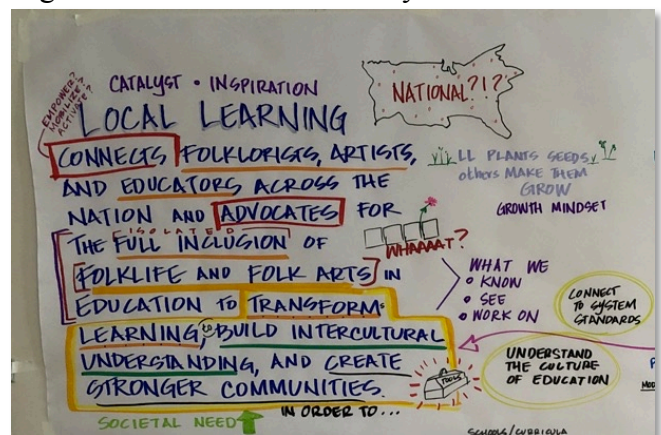 CATALYST • INSPIRATION
EMPOWER?
MOBILIZE?
ACTIVATE?
NATIONAL?!?
LOCAL LEARNING
CONNECTS FOLKLORISTS, ARTISTS,
AND EDUCATORS ACROSS THE
NATION AND ADVOCATES FOR
ISOLATED
THE FULL INCLUSION OF
FOLKLIFE AND FOLK ARTS IN
EDUCATION TO TRANSFORM
LEARNING, BUILD INTERCULTURAL
UNDERSTANDING, AND CREATE
STRONGER COMMUNITIES.
IN ORDER TO...
SOCIETAL NEED
LL PLANTS SEEDS
others MAKE THEM
GROW
GROWTH MINDSET
WHAAAAT?
WHAT WE
• KNOW
• SEE
• WORK ON
CONNECT
TO SYSTEM
STANDARDS
UNDERSTAND
THE CULTURE
OF EDUCATION
TOOLS
SCHOOLS/CURRICULA